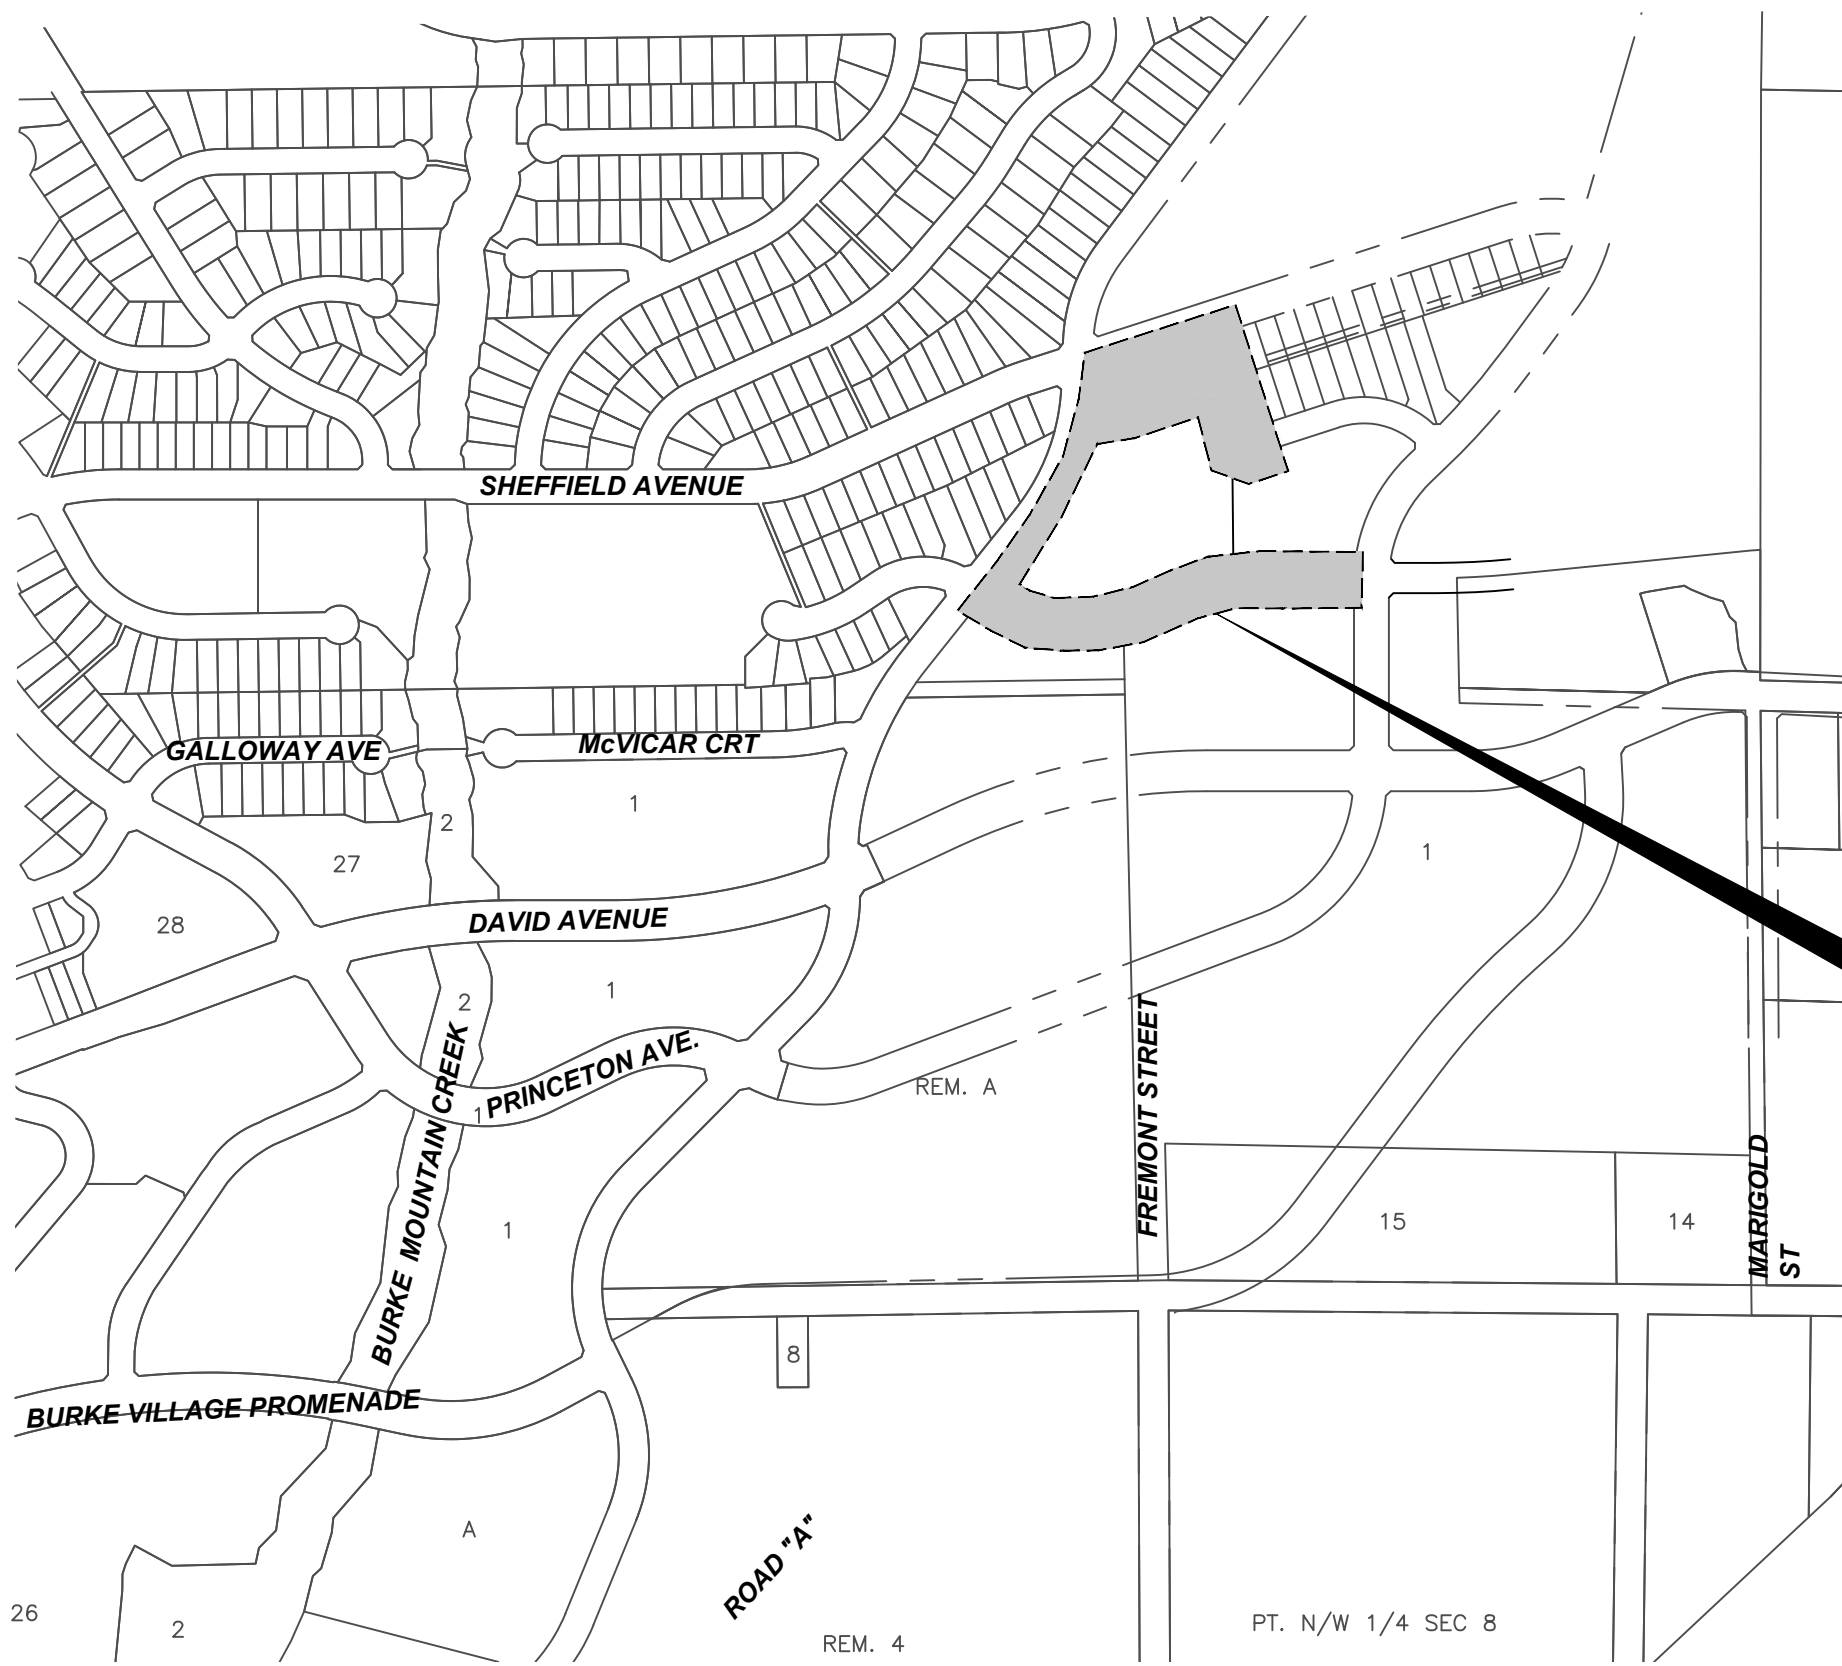 SHEFFIELD AVENUE
GALLOWAY AVE
McVICAR CRT
1
2
27
1
28
DAVID AVENUE
1
2
PRINCETON AVE.
1
REM. A
BURKE MOUNTAIN CREEK
FREMONT STREET
MARIGOLD
ST
1
15
14
8
BURKE VILLAGE PROMENADE
A
ROAD "A"
26
2
REM. 4
PT. N/W 1/4 SEC 8